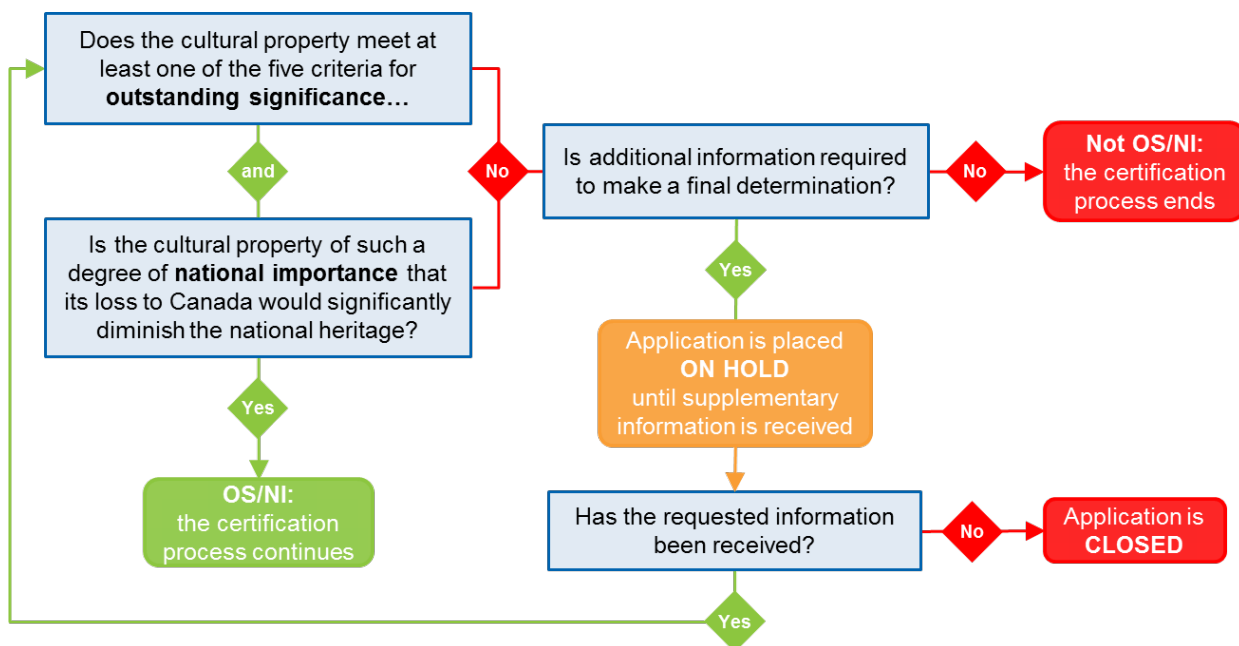 Does the cultural property meet at
least one of the five criteria for
outstanding significance…
and
Is the cultural property of such a
degree of national importance that
its loss to Canada would significantly
diminish the national heritage?
Yes
OS/NI:
the certification
process continues
No
Is additional information required
to make a final determination?
No
Not OS/NI:
the certification
process ends
Yes
Application is placed
ON HOLD
until supplementary
information is received
Has the requested information
been received?
No
Application is
CLOSED
Yes